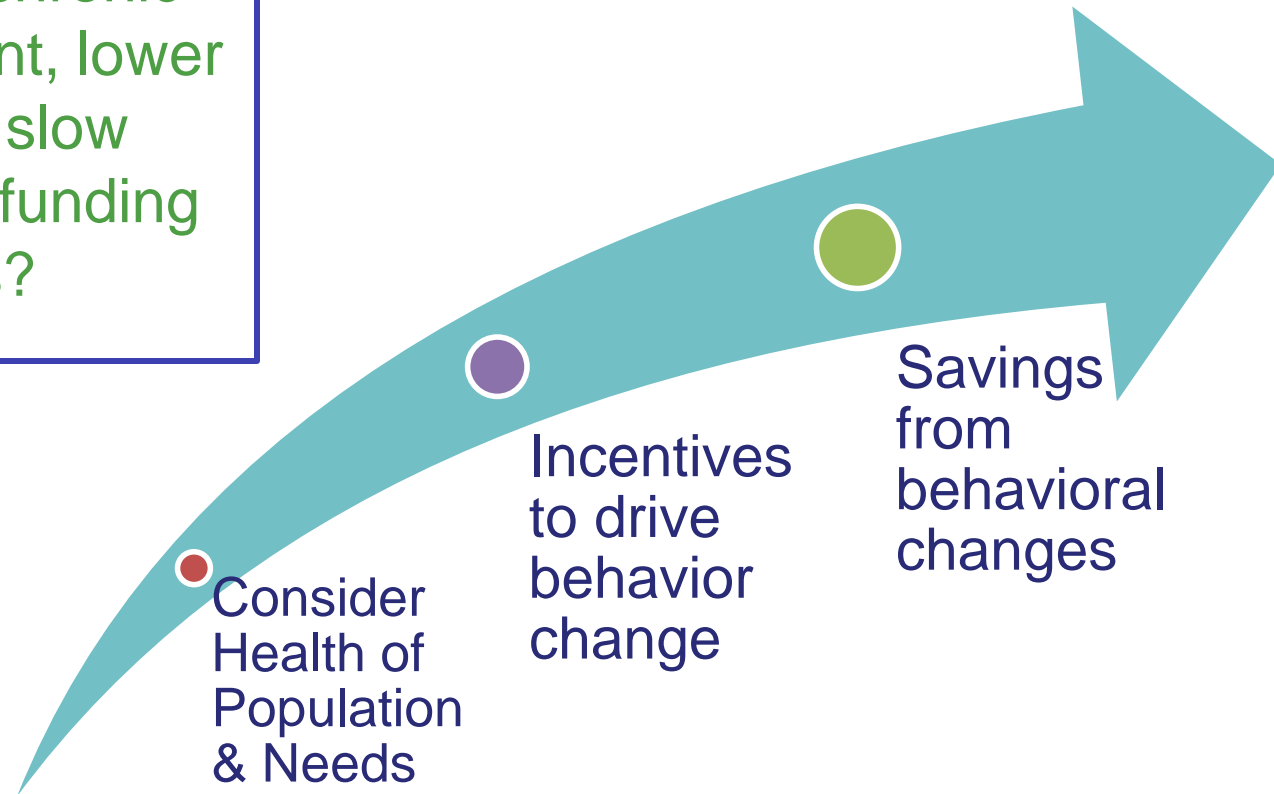 nt, lower
slow
funding
s?
Savings
from
behavioral
changes
Incentives
to drive
behavior
change
Consider
Health of
Population
& Needs